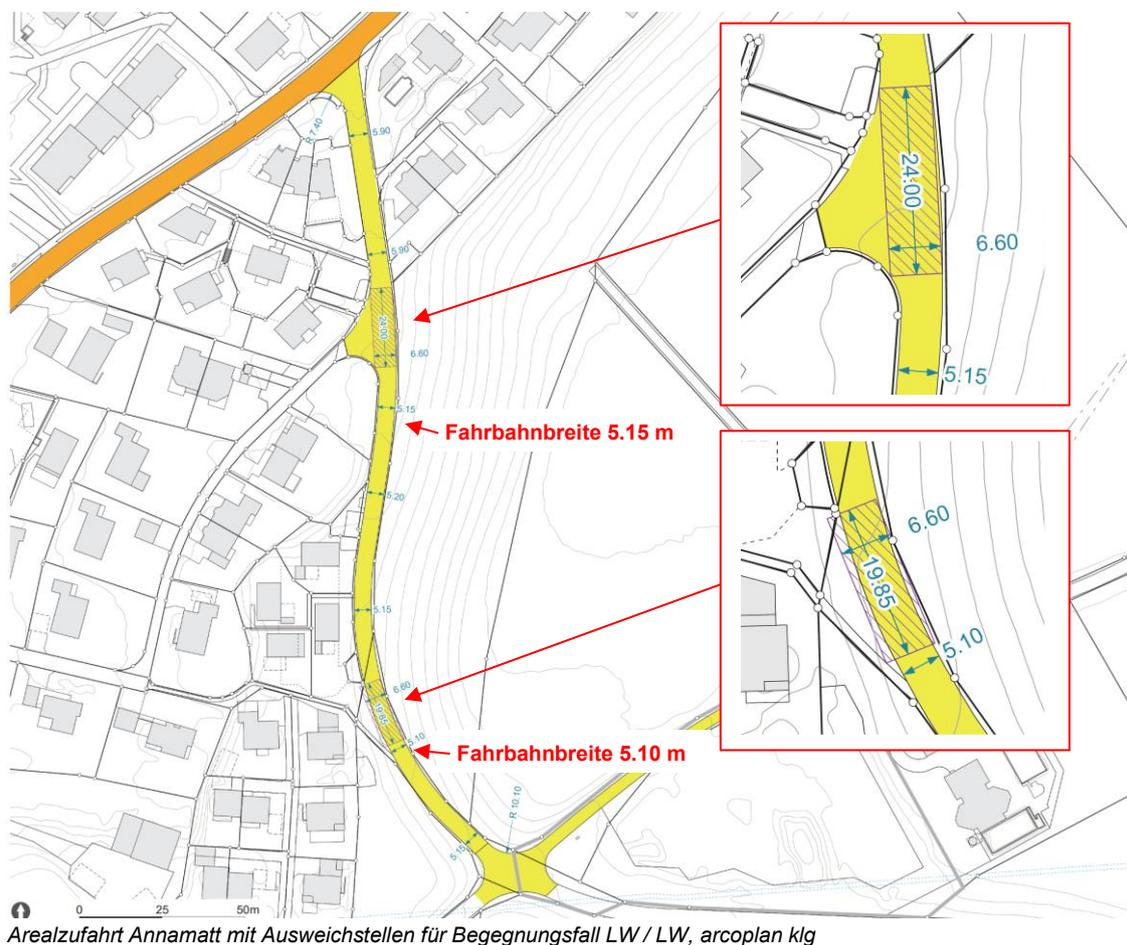 R 7.40
5.90
5.90
24.00
6.60
5.15
Fahrbahnbreite 5.15 m
5.20
5.15
6.60
19.85
5.10
Fahrbahnbreite 5.10 m
R 10.10
5.15
24.00
6.60
5.15
6.60
19.85
5.10
0 25 50m
Arealzufahrt Annamatt mit Ausweichstellen für Begegnungsfall LW / LW, arcoplan klg